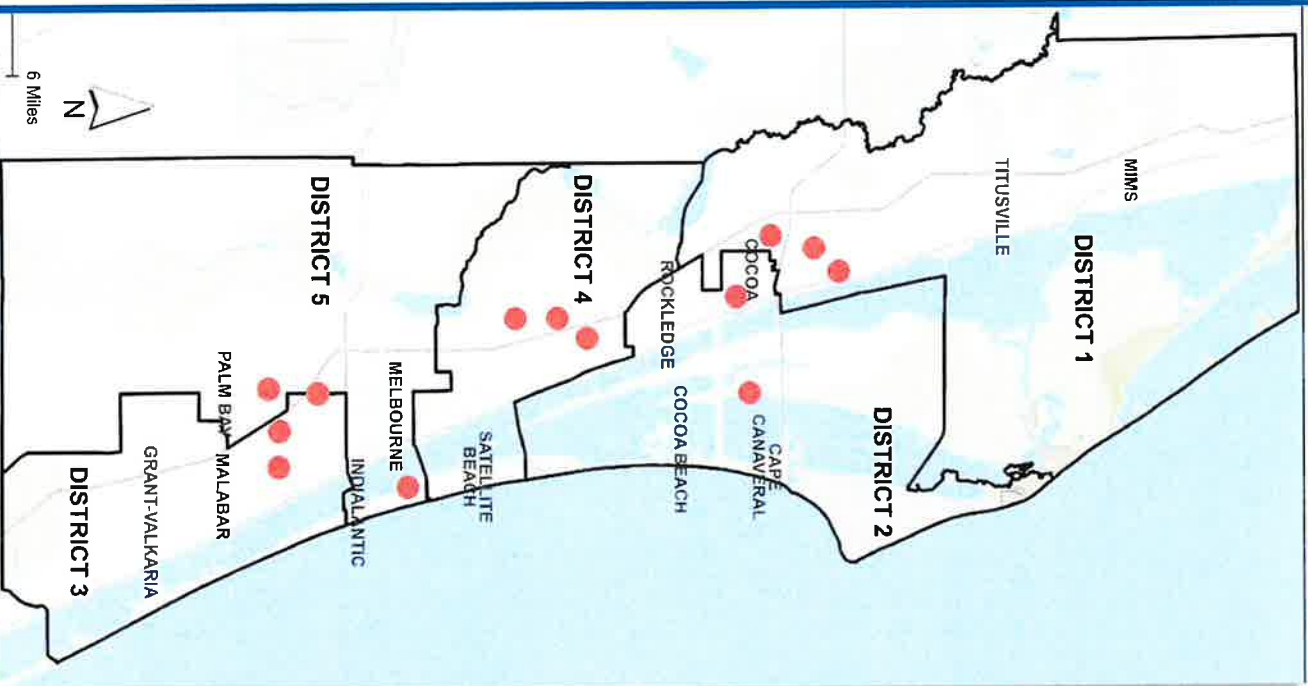 MIMS
TITUSVILLE
DISTRICT 1
COCOA
ROCKLEDGE
DISTRICT 2
CAPE
CANAVERAL
COCOA BEACH
DISTRICT 4
SATELLITE
BEACH
MELBOURNE
INDIALANTIC
DISTRICT 5
PALM BAY
MALABAR
GRANT-VALKARIA
DISTRICT 3
N
6 Miles